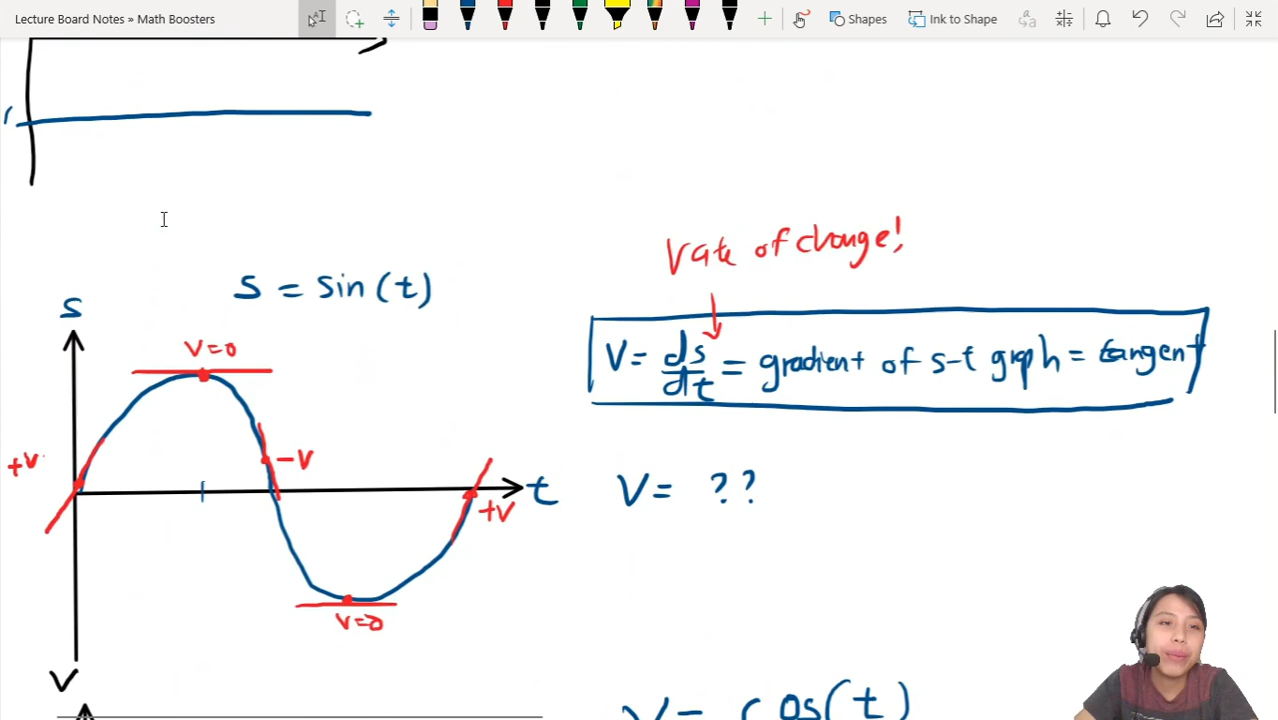 Lecture Board Notes » Math Boosters
Shapes
Ink to Shape
rate of change!
s = sin(t)
s
v=0
V= ds/dt = gradient of s-t graph = tangent
+v
-v
t
V= ??
+v
v=0
V
V= cos(t)